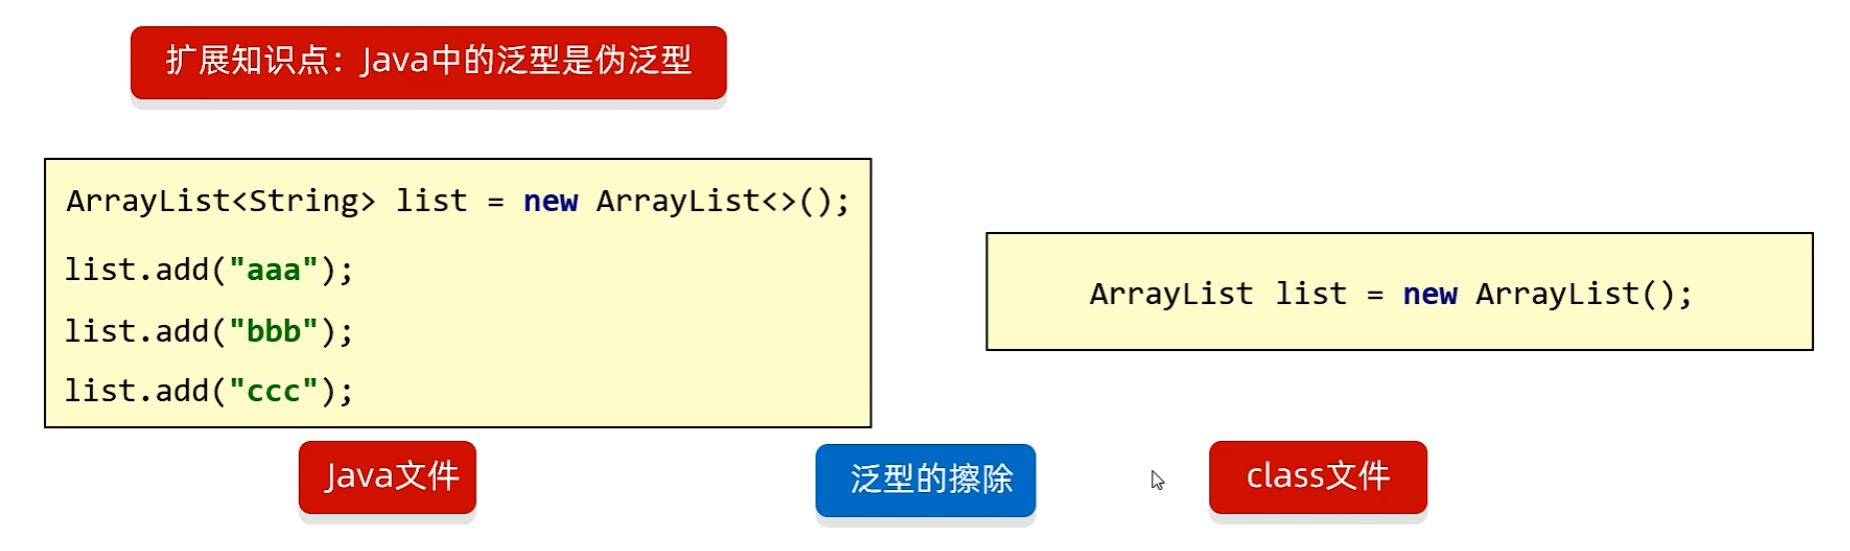 扩展知识点：Java中的泛型是伪泛型
ArrayList<String> list = new ArrayList<>();
list.add("aaa");
list.add("bbb");
list.add("ccc");
ArrayList list = new ArrayList();
Java文件
泛型的擦除
class文件